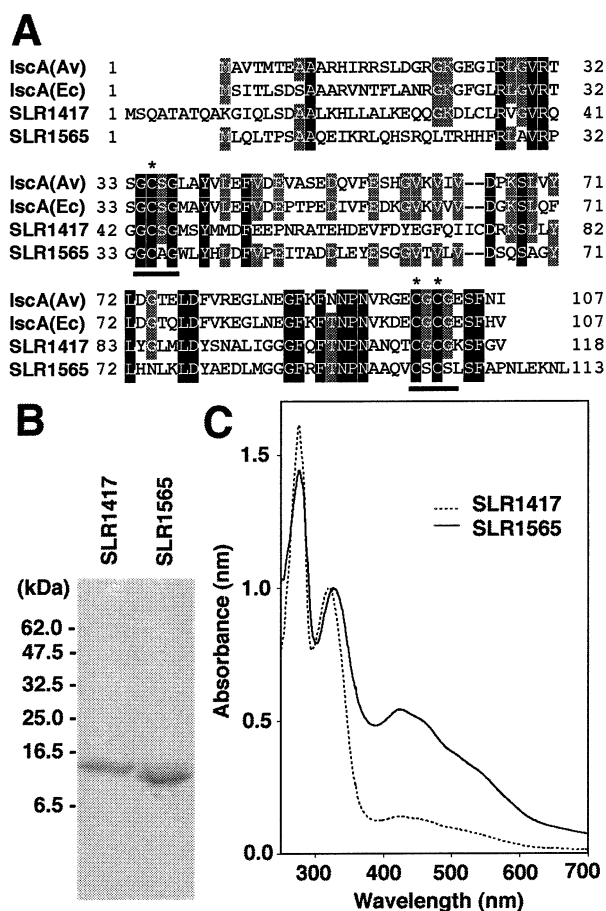 A
IscA(Av) 1 MAVTMTEAAARHIRRSLDGRGKGEGIRLGVRT 32
IscA(Ec) 1 MSITLSDSAAARVNTFLANRGKGFGLRLGVRT 32
SLR1417 1 MSQATATQAKGIQLSDAALKHLLALKEQQGKDLCLRVGVRQ 41
SLR1565 1 MLQLTPSAAQEIKRLQHSRQLTRHHFRLAVRP 32
*
IscA(Av) 33 SGCSGLAYVLEFVDEVASEDQVFESHGVKVIV--DPKSLVY 71
IscA(Ec) 33 SGCSGMAYVLEFVDEPTPEDIVFEDKGVKVVV--DGKSLQF 71
SLR1417 42 GGCSGMSYMMDFEEPNRATEHDEVFDYEGFQIICDRKSLLY 82
SLR1565 33 GGCAGWLYHLDFVPEITADDLEYESGGVTVLV--DSQSAGY 71
* *
IscA(Av) 72 LDGTELDFVREGLNEGFKFNNPNVRGECGCGESFNI 107
IscA(Ec) 72 LDGTQLDFVKEGLNEGFKFTNPNVKDECGCGESFHV 107
SLR1417 83 LYGLMLDYSNALIGGGFQFTNPNANQTCGCGKSFGV 118
SLR1565 72 LHNLKLDYAEDLMGGGFRFTNPNAAQVCSCSLSFAPNLEKNL 113
B
SLR1417
SLR1565
(kDa)
62.0 -
47.5 -
32.5 -
25.0 -
16.5 -
6.5 -
C
Absorbance (nm)
1.5
1.0
0.5
0.0
SLR1417
SLR1565
300 400 500 600 700
Wavelength (nm)